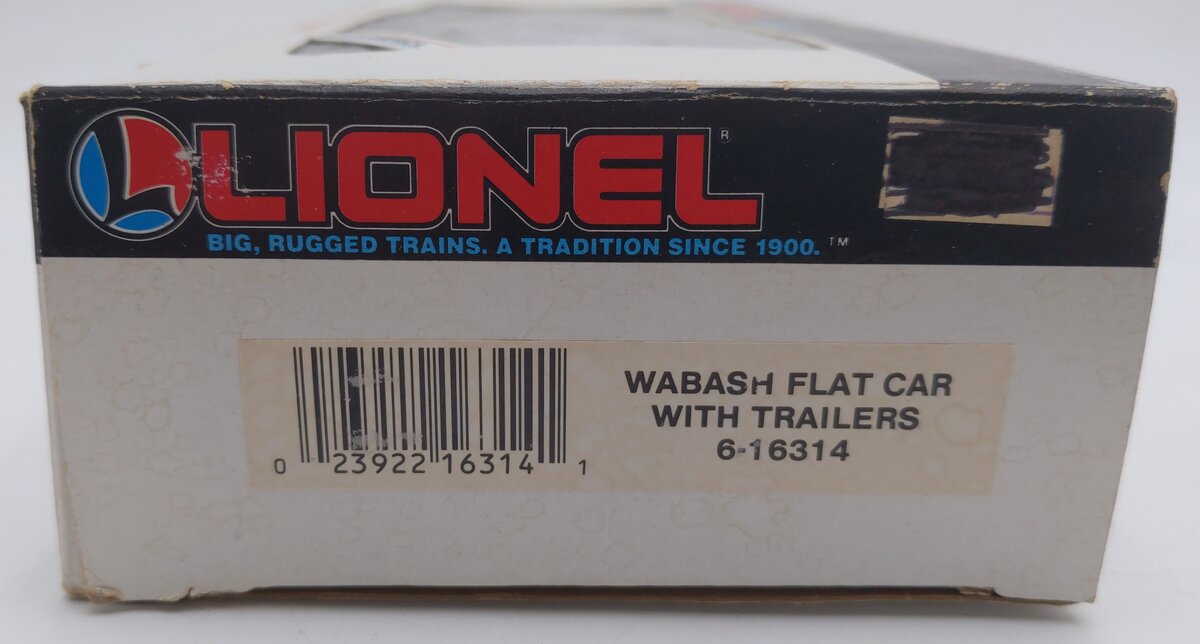 LIONEL®
BIG, RUGGED TRAINS. A TRADITION SINCE 1900.™
WABASH FLAT CAR
WITH TRAILERS
6-16314
0 23922 16314 1